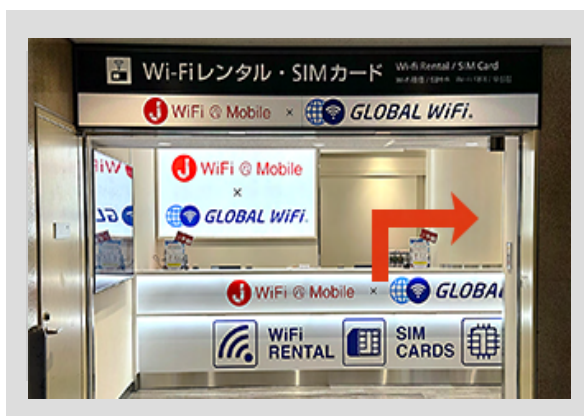 Wi-Fiレンタル・SIMカード
Wi-Fi Rental / SIM Card
J WiFi & Mobile × GLOBAL WiFi.
J WiFi & Mobile
×
GLOBAL WiFi.
J WiFi & Mobile × GLOBAL
WiFi
RENTAL
SIM
CARDS